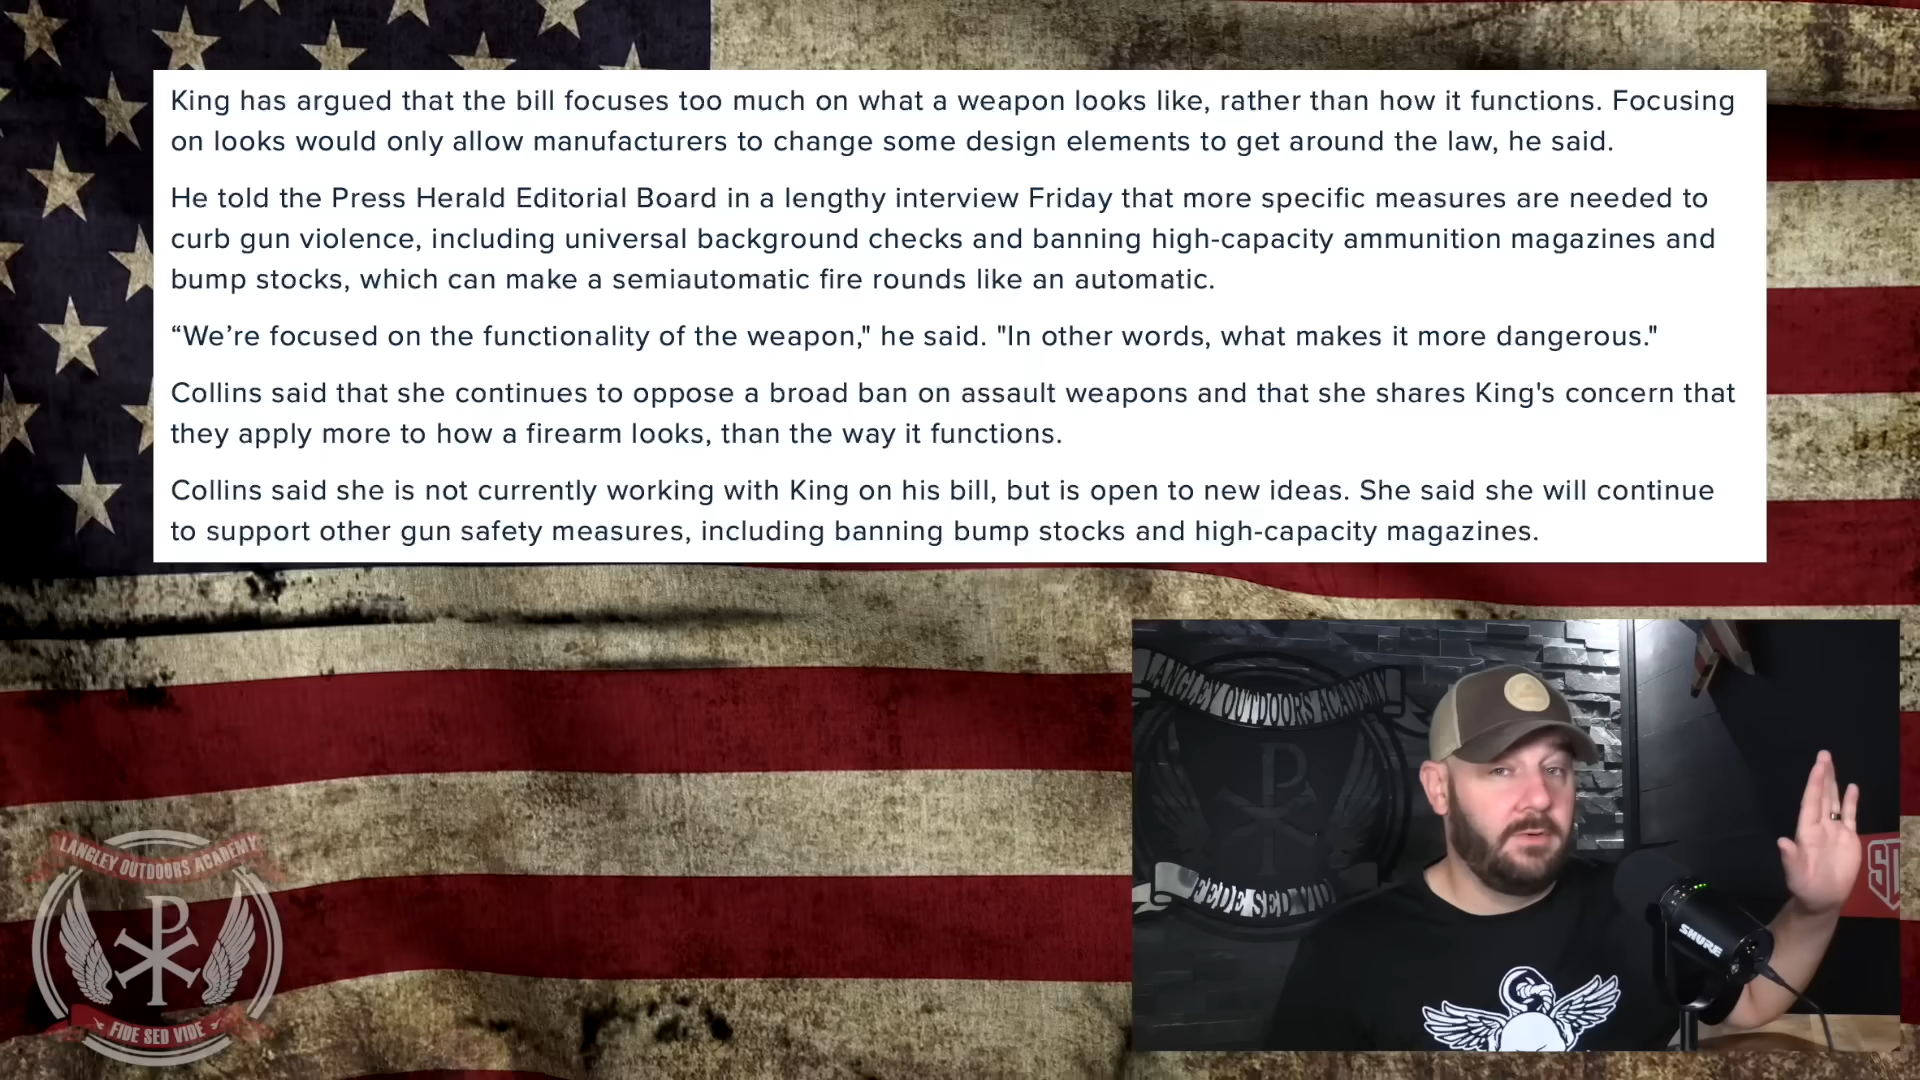 King has argued that the bill focuses too much on what a weapon looks like, rather than how it functions. Focusing
on looks would only allow manufacturers to change some design elements to get around the law, he said.
He told the Press Herald Editorial Board in a lengthy interview Friday that more specific measures are needed to
curb gun violence, including universal background checks and banning high-capacity ammunition magazines and
bump stocks, which can make a semiautomatic fire rounds like an automatic.
“We’re focused on the functionality of the weapon," he said. "In other words, what makes it more dangerous."
Collins said that she continues to oppose a broad ban on assault weapons and that she shares King's concern that
they apply more to how a firearm looks, than the way it functions.
Collins said she is not currently working with King on his bill, but is open to new ideas. She said she will continue
to support other gun safety measures, including banning bump stocks and high-capacity magazines.
LANGLEY OUTDOORS ACADEMY
SHURE
LANGLEY OUTDOORS ACADEMY
FIDE SED VIDE